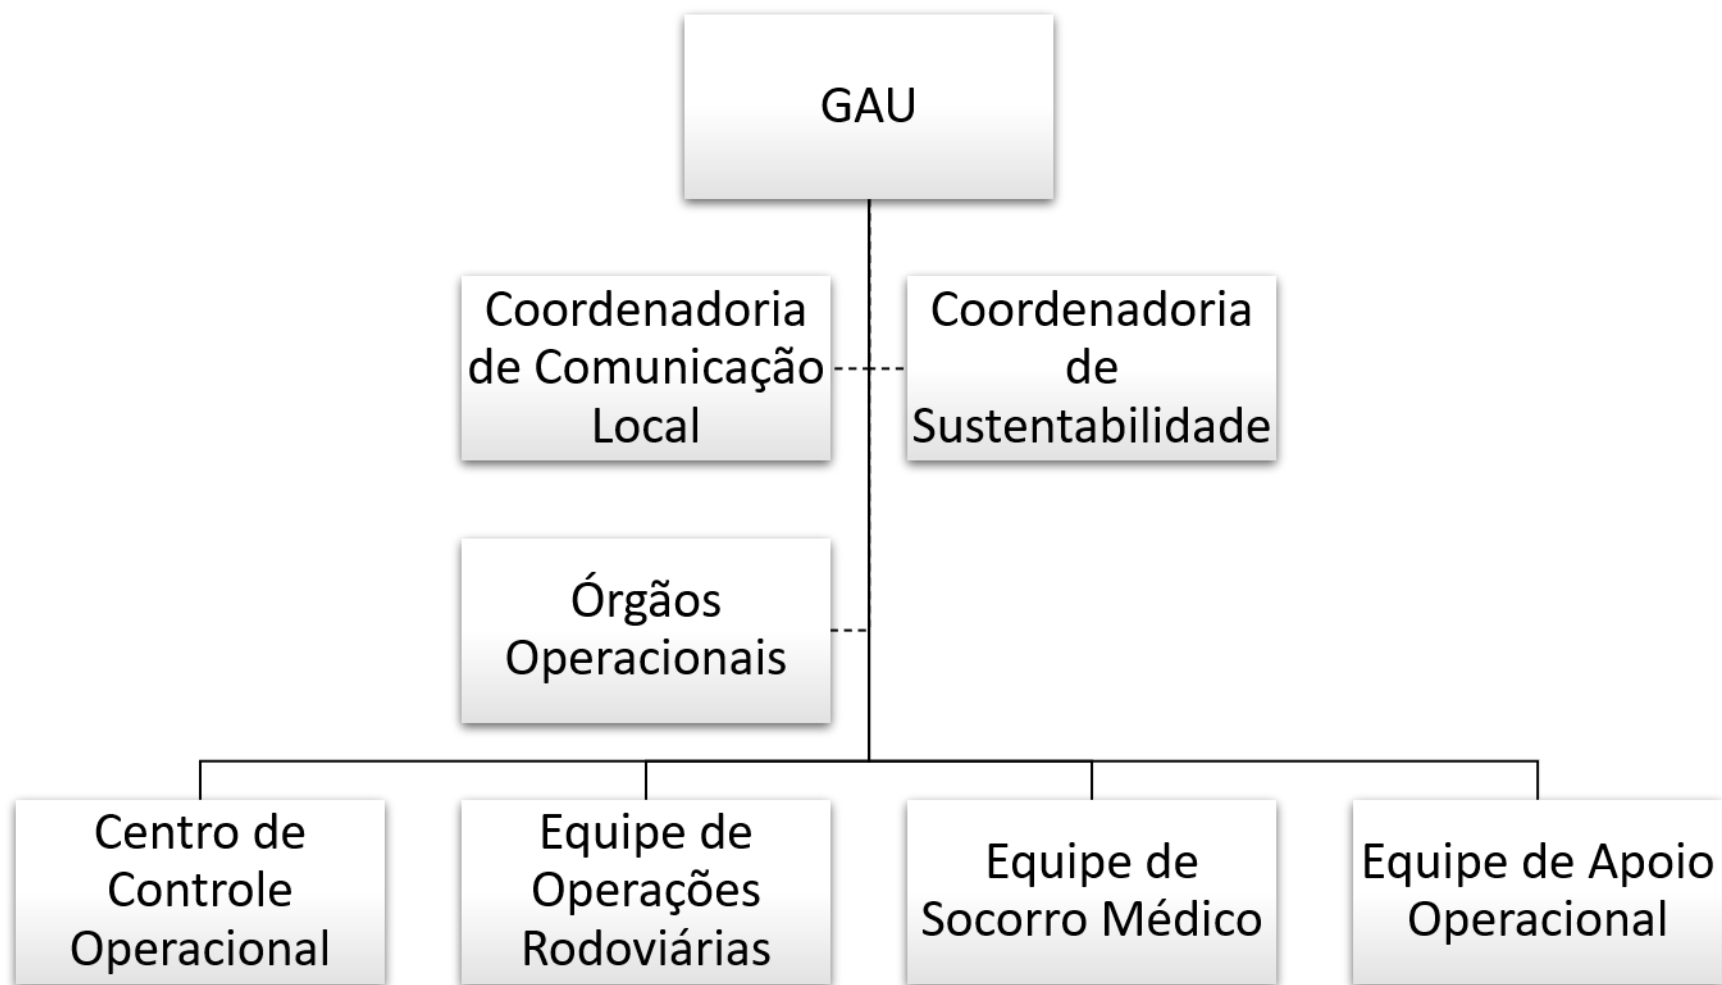 GAU
Coordenadoria
de Comunicação
Local
Coordenadoria
de
Sustentabilidade
Órgãos
Operacionais
Centro de
Controle
Operacional
Equipe de
Operações
Rodoviárias
Equipe de
Socorro Médico
Equipe de Apoio
Operacional